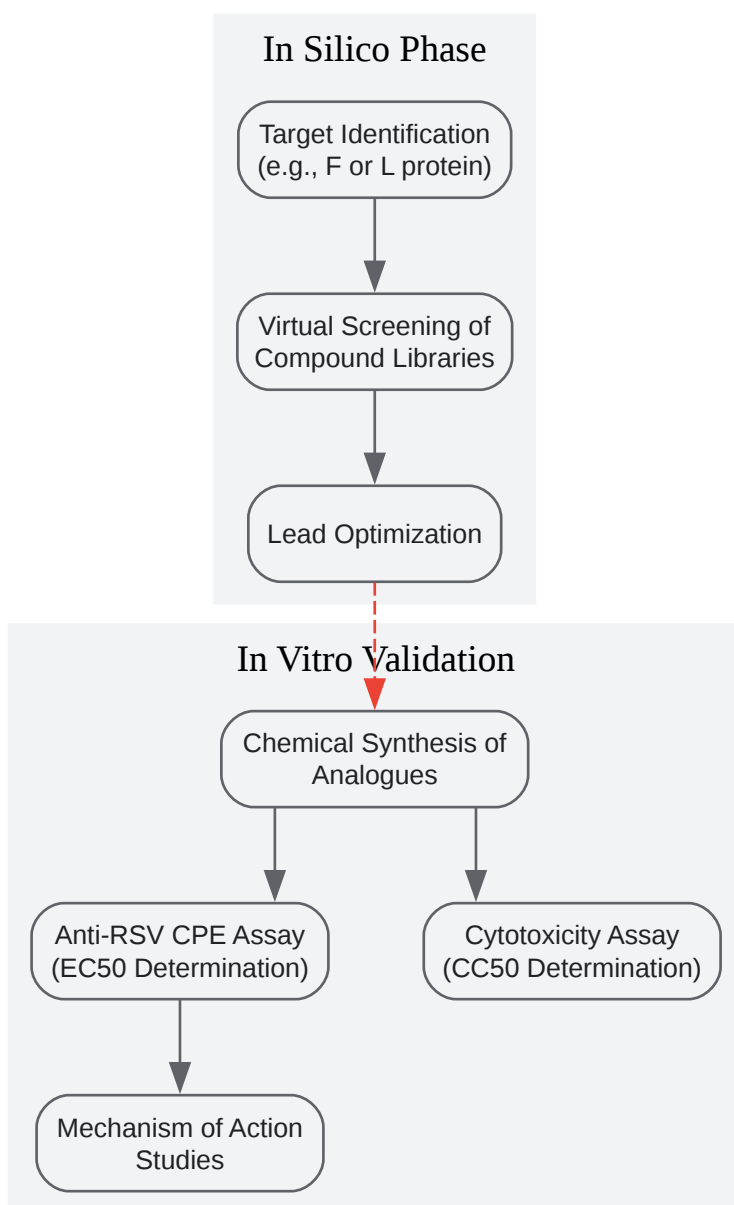 In Silico Phase
Target Identification
(e.g., F or L protein)
Virtual Screening of
Compound Libraries
Lead Optimization
In Vitro Validation
Chemical Synthesis of
Analogues
Anti-RSV CPE Assay
(EC50 Determination)
Cytotoxicity Assay
(CC50 Determination)
Mechanism of Action
Studies